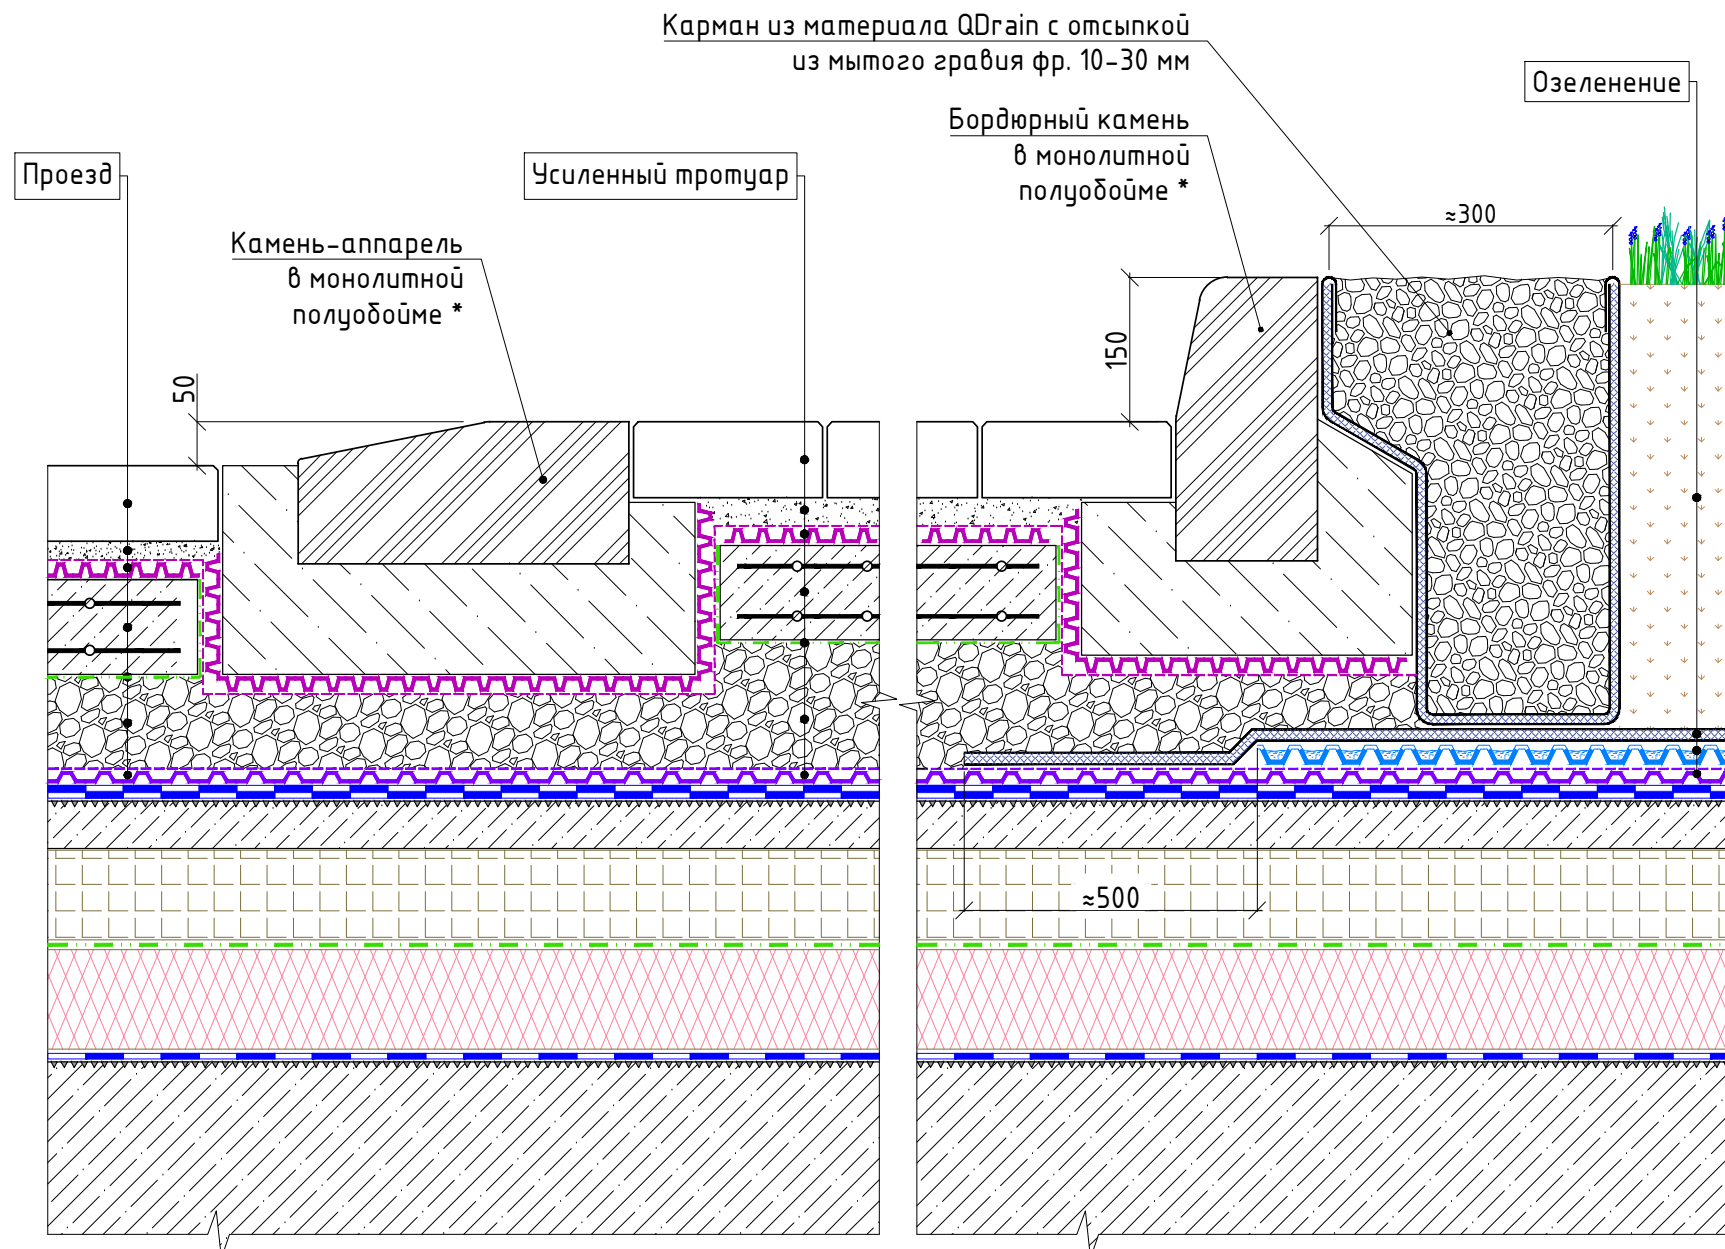 Карман из материала QDrain с отсыпкой
из мытого гравия фр. 10-30 мм
Озеленение
Бордюрный камень
в монолитной
полуобойме *
Проезд
Усиленный тротуар
≈300
Камень-аппарель
в монолитной
полуобойме *
150
50
≈500